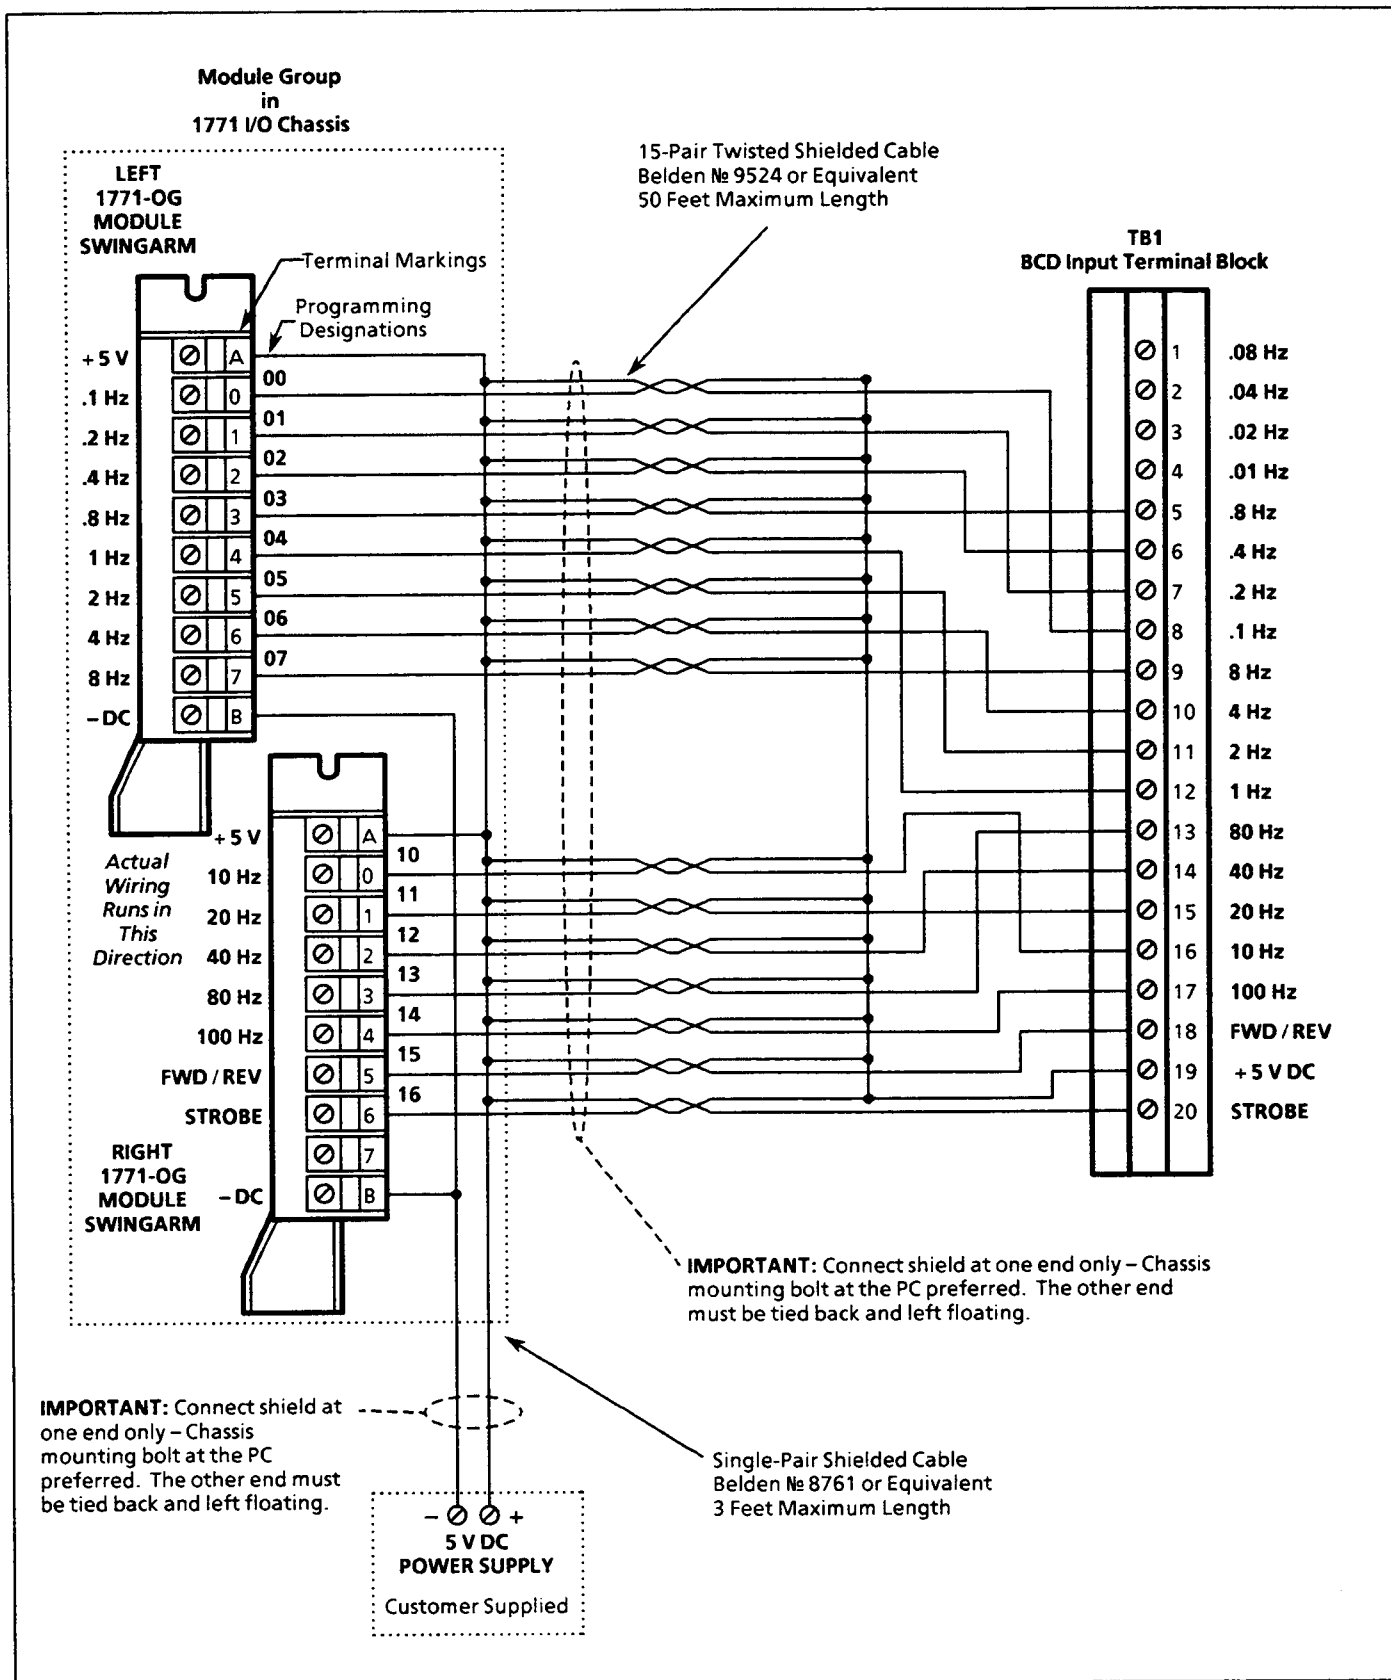 Module Group
in
1771 I/O Chassis
LEFT
1771-OG
MODULE
SWINGARM
Terminal Markings
Programming
Designations
15-Pair Twisted Shielded Cable
Belden № 9524 or Equivalent
50 Feet Maximum Length
TB1
BCD Input Terminal Block
+ 5 V
A
00
.1 Hz
0
01
.2 Hz
1
02
.4 Hz
2
03
.8 Hz
3
04
1 Hz
4
05
2 Hz
5
06
4 Hz
6
07
8 Hz
7
– DC
B
1 .08 Hz
2 .04 Hz
3 .02 Hz
4 .01 Hz
5 .8 Hz
6 .4 Hz
7 .2 Hz
8 .1 Hz
9 8 Hz
10 4 Hz
11 2 Hz
12 1 Hz
13 80 Hz
14 40 Hz
15 20 Hz
16 10 Hz
17 100 Hz
18 FWD / REV
19 + 5 V DC
20 STROBE
Actual
Wiring
Runs in
This
Direction
+ 5 V
A
10
10 Hz
0
11
20 Hz
1
12
40 Hz
2
13
80 Hz
3
14
100 Hz
4
15
FWD / REV
5
16
STROBE
6
7
– DC
B
RIGHT
1771-OG
MODULE
SWINGARM
IMPORTANT: Connect shield at one end only – Chassis
mounting bolt at the PC preferred. The other end
must be tied back and left floating.
IMPORTANT: Connect shield at
one end only – Chassis
mounting bolt at the PC
preferred. The other end must
be tied back and left floating.
Single-Pair Shielded Cable
Belden № 8761 or Equivalent
3 Feet Maximum Length
– +
5 V DC
POWER SUPPLY
Customer Supplied